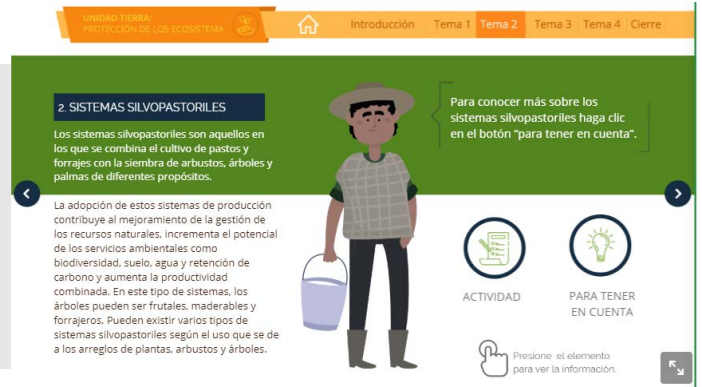 UNIDAD TIERRA:
PROTECCIÓN DE LOS ECOSISTEMA
Introducción Tema 1 Tema 2 Tema 3 Tema 4 Cierre
2. SISTEMAS SILVOPASTORILES
Los sistemas silvopastoriles son aquellos en
los que se combina el cultivo de pastos y
forrajes con la siembra de arbustos, árboles y
palmas de diferentes propósitos.
La adopción de estos sistemas de producción
contribuye al mejoramiento de la gestión de
los recursos naturales, incrementa el potencial
de los servicios ambientales como
biodiversidad, suelo, agua y retención de
carbono y aumenta la productividad
combinada. En este tipo de sistemas, los
árboles pueden ser frutales, maderables y
forrajeros. Pueden existir varios tipos de
sistemas silvopastoriles según el uso que se de
a los arreglos de plantas, arbustos y árboles.
Para conocer más sobre los
sistemas silvopastoriles haga clic
en el botón “para tener en cuenta”.
ACTIVIDAD
PARA TENER
EN CUENTA
Presione el elemento
para ver la información.